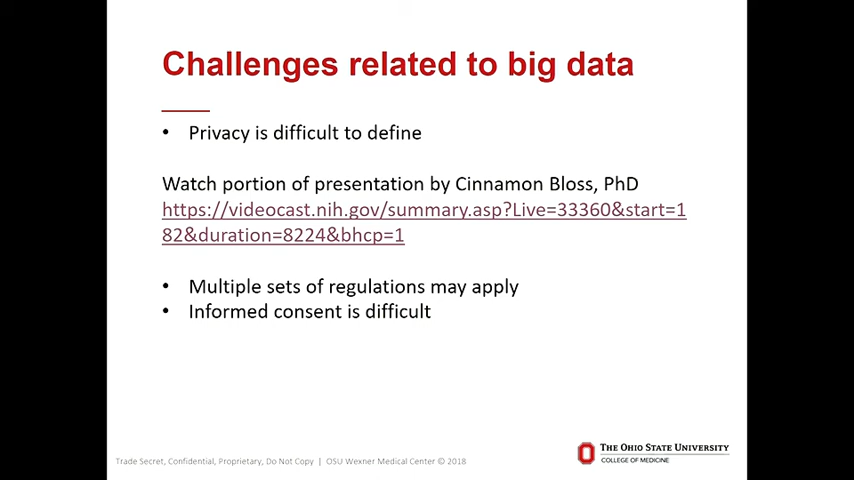 Challenges related to big data
• Privacy is difficult to define
Watch portion of presentation by Cinnamon Bloss, PhD
https://videocast.nih.gov/summary.asp?Live=33360&start=1
82&duration=8224&bhcp=1
• Multiple sets of regulations may apply
• Informed consent is difficult
Trade Secret, Confidential, Proprietary, Do Not Copy | OSU Wexner Medical Center © 2018
THE OHIO STATE UNIVERSITY
COLLEGE OF MEDICINE